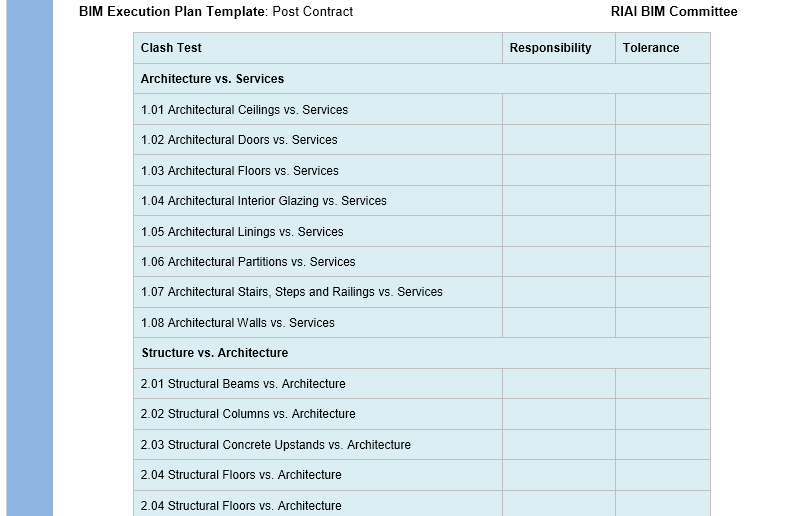 BIM Execution Plan Template: Post Contract RIAI BIM Committee
Clash Test Responsibility Tolerance
Architecture vs. Services
1.01 Architectural Ceilings vs. Services
1.02 Architectural Doors vs. Services
1.03 Architectural Floors vs. Services
1.04 Architectural Interior Glazing vs. Services
1.05 Architectural Linings vs. Services
1.06 Architectural Partitions vs. Services
1.07 Architectural Stairs, Steps and Railings vs. Services
1.08 Architectural Walls vs. Services
Structure vs. Architecture
2.01 Structural Beams vs. Architecture
2.02 Structural Columns vs. Architecture
2.03 Structural Concrete Upstands vs. Architecture
2.04 Structural Floors vs. Architecture
2.04 Structural Floors vs. Architecture